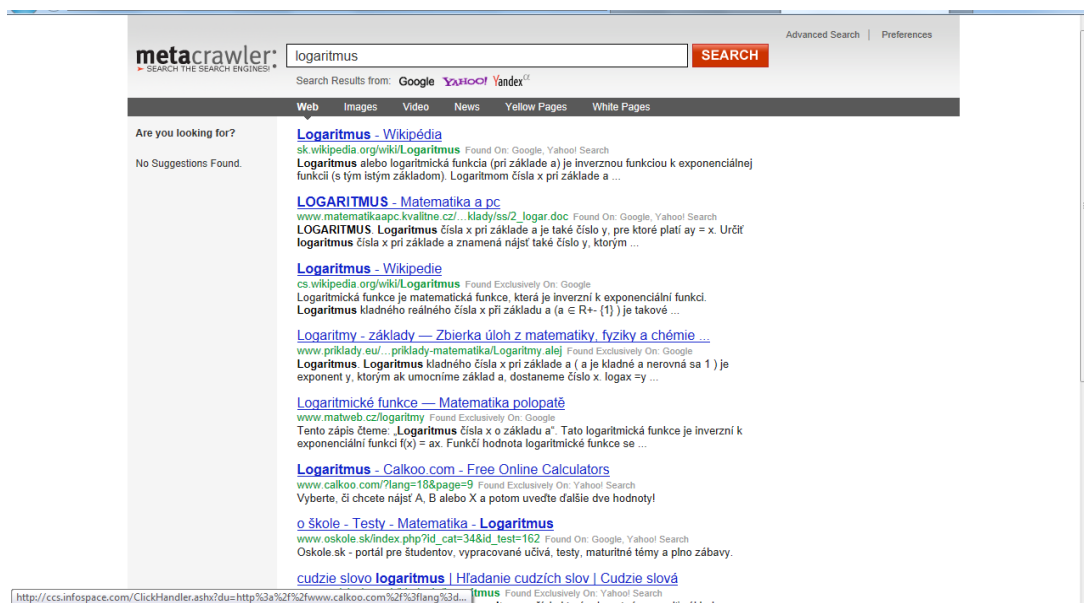 Advanced Search | Preferences
metacrawler:
SEARCH THE SEARCH ENGINES!
logaritmus
SEARCH
Search Results from: Google YAHOO! Yandex
Web Images Video News Yellow Pages White Pages
Are you looking for?
No Suggestions Found.
Logaritmus - Wikipédia
sk.wikipedia.org/wiki/Logaritmus Found On: Google, Yahoo! Search
Logaritmus alebo logaritmická funkcia (pri základe a) je inverznou funkciou k exponenciálnej
funkcii (s tým istým základom). Logaritmom čísla x pri základe a ...
LOGARITMUS - Matematika a pc
www.matematikaapc.kvalitne.cz/…klady/ss/2_logar.doc Found On: Google, Yahoo! Search
LOGARITMUS. Logaritmus čísla x pri základe a je také číslo y, pre ktoré platí ay = x. Určiť
logaritmus čísla x pri základe a znamená nájsť také číslo y, ktorým ...
Logaritmus - Wikipedie
cs.wikipedia.org/wiki/Logaritmus Found Exclusively On: Google
Logaritmická funkce je matematická funkce, která je inverzní k exponenciální funkci.
Logaritmus kladného reálného čísla x při základu a (a ∈ R+- {1} ) je takové ...
Logaritmy - základy — Zbierka úloh z matematiky, fyziky a chémie ...
www.priklady.eu/…priklady-matematika/Logaritmy.alej Found Exclusively On: Google
Logaritmus. Logaritmus kladného čísla x pri základe a ( a je kladné a nerovná sa 1 ) je
exponent y, ktorým ak umocníme základ a, dostaneme číslo x. logax =y ...
Logaritmické funkce — Matematika polopatě
www.matweb.cz/logaritmy Found Exclusively On: Google
Tento zápis čteme: „Logaritmus čísla x o základu a“. Tato logaritmická funkce je inverzní k
exponenciální funkci f(x) = ax. Funkčí hodnota logaritmické funkce se ...
Logaritmus - Calkoo.com - Free Online Calculators
www.calkoo.com/?lang=18&page=9 Found Exclusively On: Yahoo! Search
Vyberte, či chcete nájsť A, B alebo X a potom uveďte ďalšie dve hodnoty!
o škole - Testy - Matematika - Logaritmus
www.oskole.sk/index.php?id_cat=34&id_test=162 Found On: Google, Yahoo! Search
Oskole.sk - portál pre študentov, vypracované učivá, testy, maturitné témy a plno zábavy.
cudzie slovo logaritmus | Hľadanie cudzích slov | Cudzie slová
Found Exclusively On: Yahoo! Search
http://ccs.infospace.com/ClickHandler.ashx?du=http%3a%2f%2fwww.calkoo.com%2f%3flang%3d...